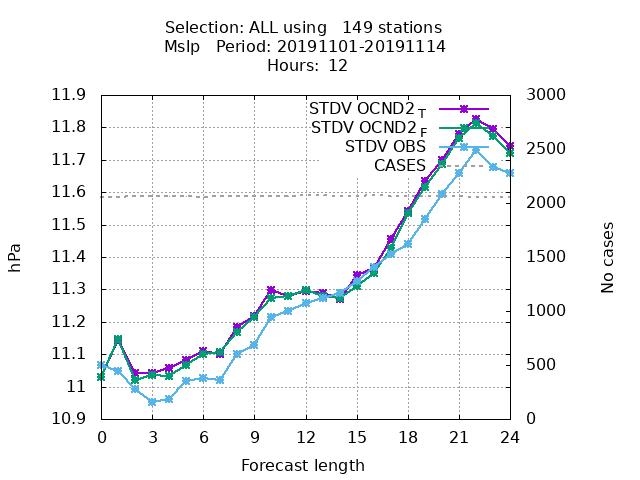 Selection: ALL using   149 stations
Mslp   Period: 20191101-20191114
Hours: 12
11.9
11.8
11.7
11.6
11.5
11.4
11.3
11.2
11.1
11
10.9
hPa
STDV OCND2 T
STDV OCND2 F
STDV OBS
CASES
3000
2500
2000
1500
1000
500
0
No cases
0 3 6 9 12 15 18 21 24
Forecast length